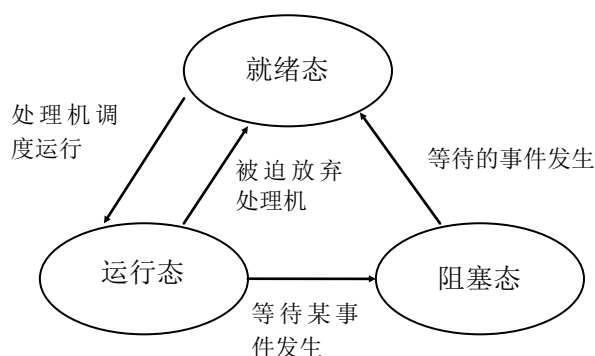 就绪态
处理机调
度运行
被迫放弃
处理机
等待的事件发生
运行态
阻塞态
等待某事
件发生